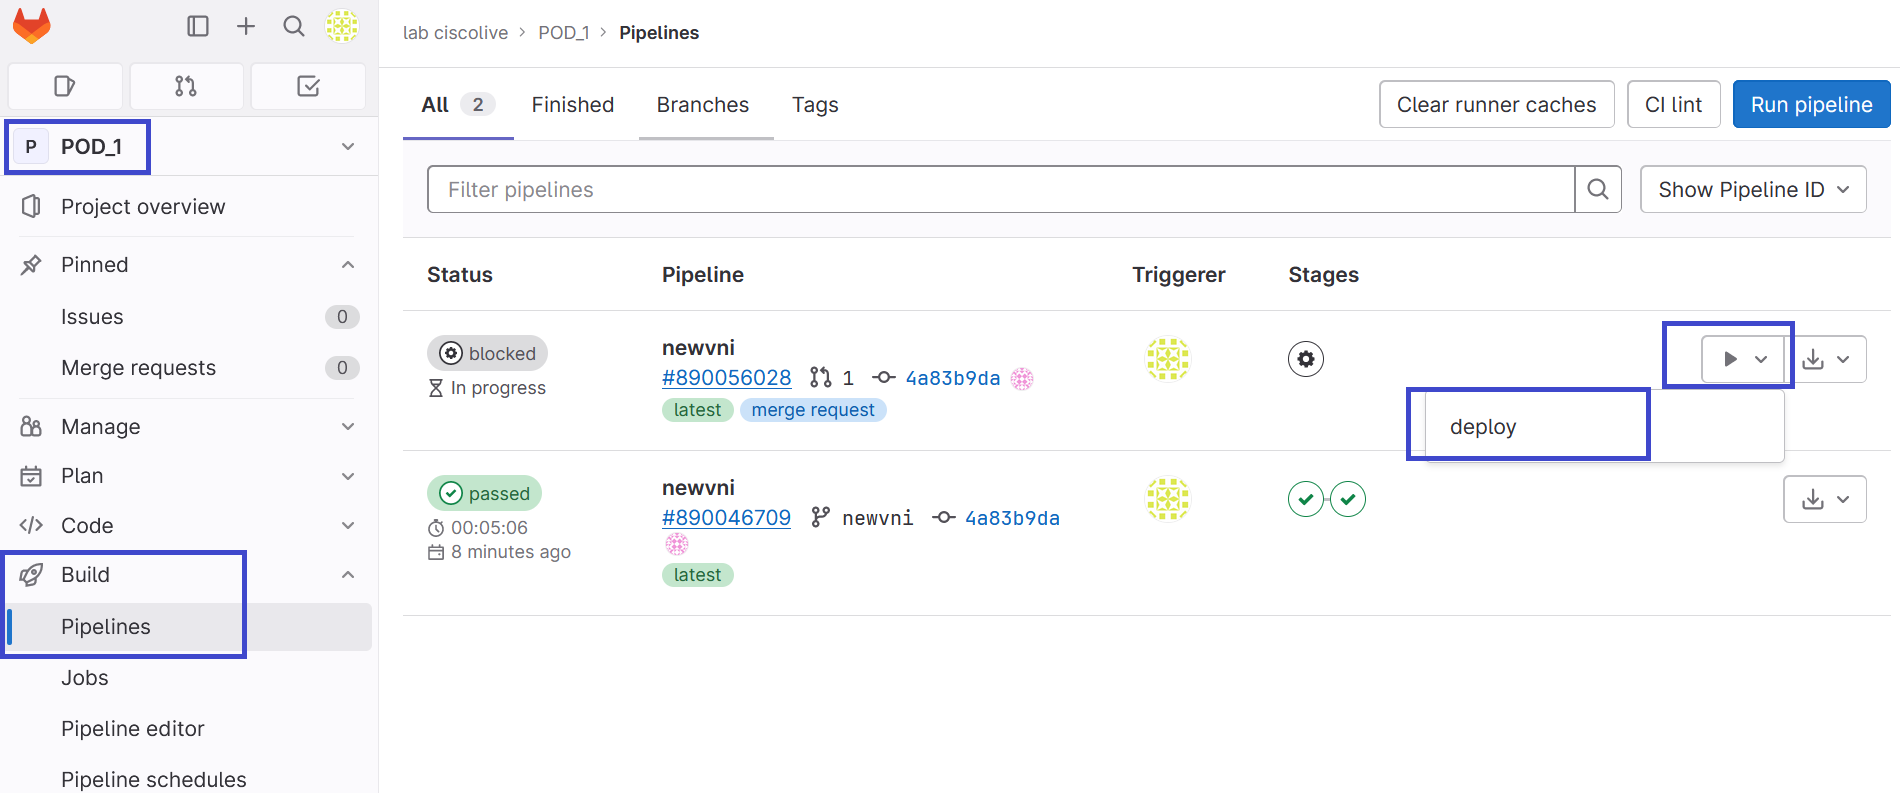 lab ciscolive › POD_1 › Pipelines
P POD_1
Project overview
Pinned
Issues 0
Merge requests 0
Manage
Plan
Code
Build
Pipelines
Jobs
Pipeline editor
Pipeline schedules
All 2 Finished Branches Tags
Clear runner caches CI lint Run pipeline
Filter pipelines Show Pipeline ID
Status Pipeline Triggerer Stages
blocked
In progress
newvni
#890056028 1 4a83b9da
latest merge request
deploy
passed
00:05:06
8 minutes ago
newvni
#890046709 newvni 4a83b9da
latest